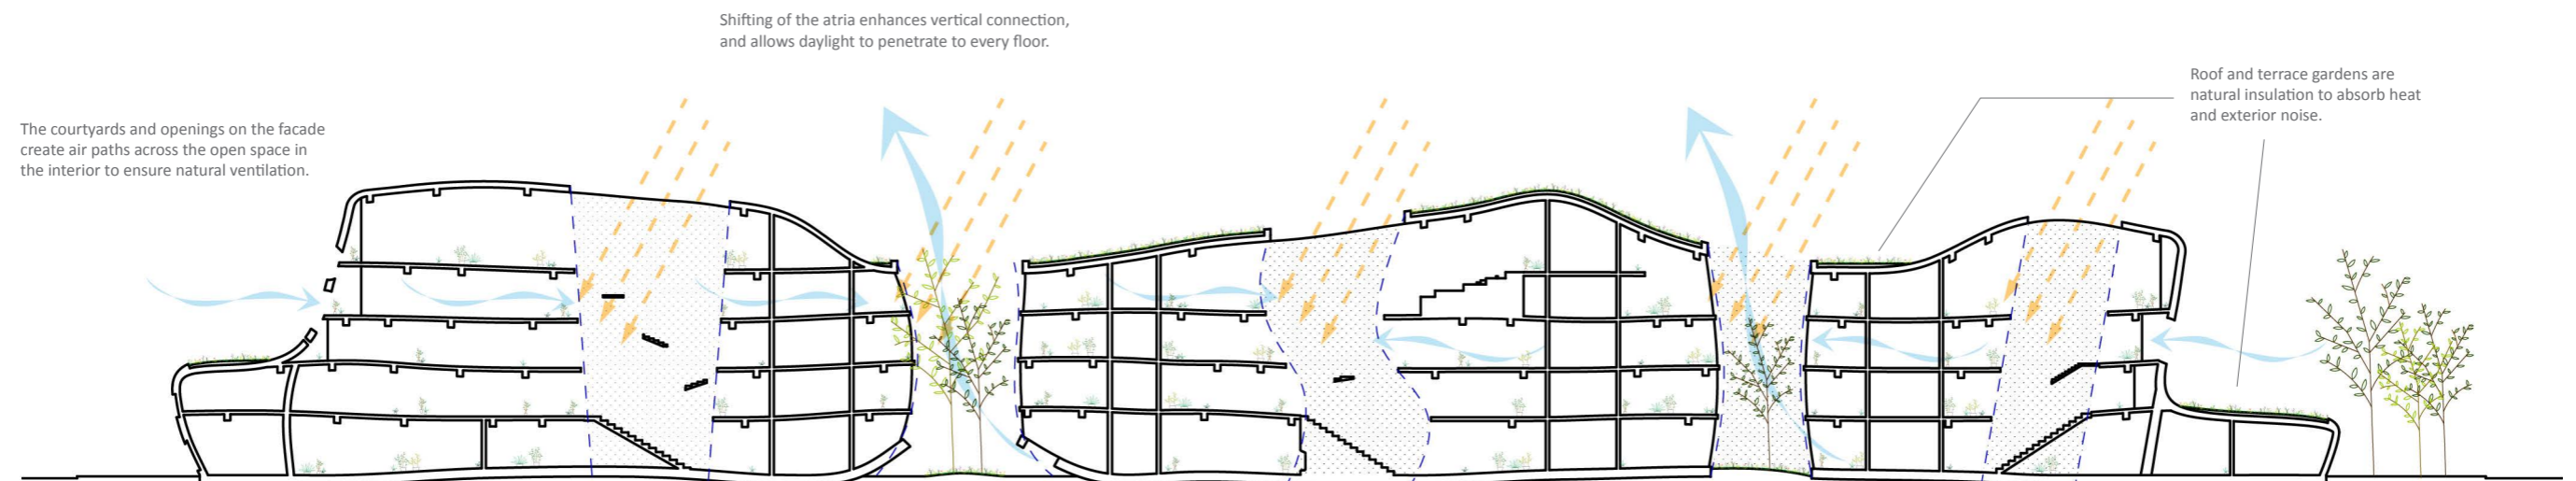 Shifting of the atria enhances vertical connection,
and allows daylight to penetrate to every floor.
The courtyards and openings on the facade
create air paths across the open space in
the interior to ensure natural ventilation.
Roof and terrace gardens are
natural insulation to absorb heat
and exterior noise.